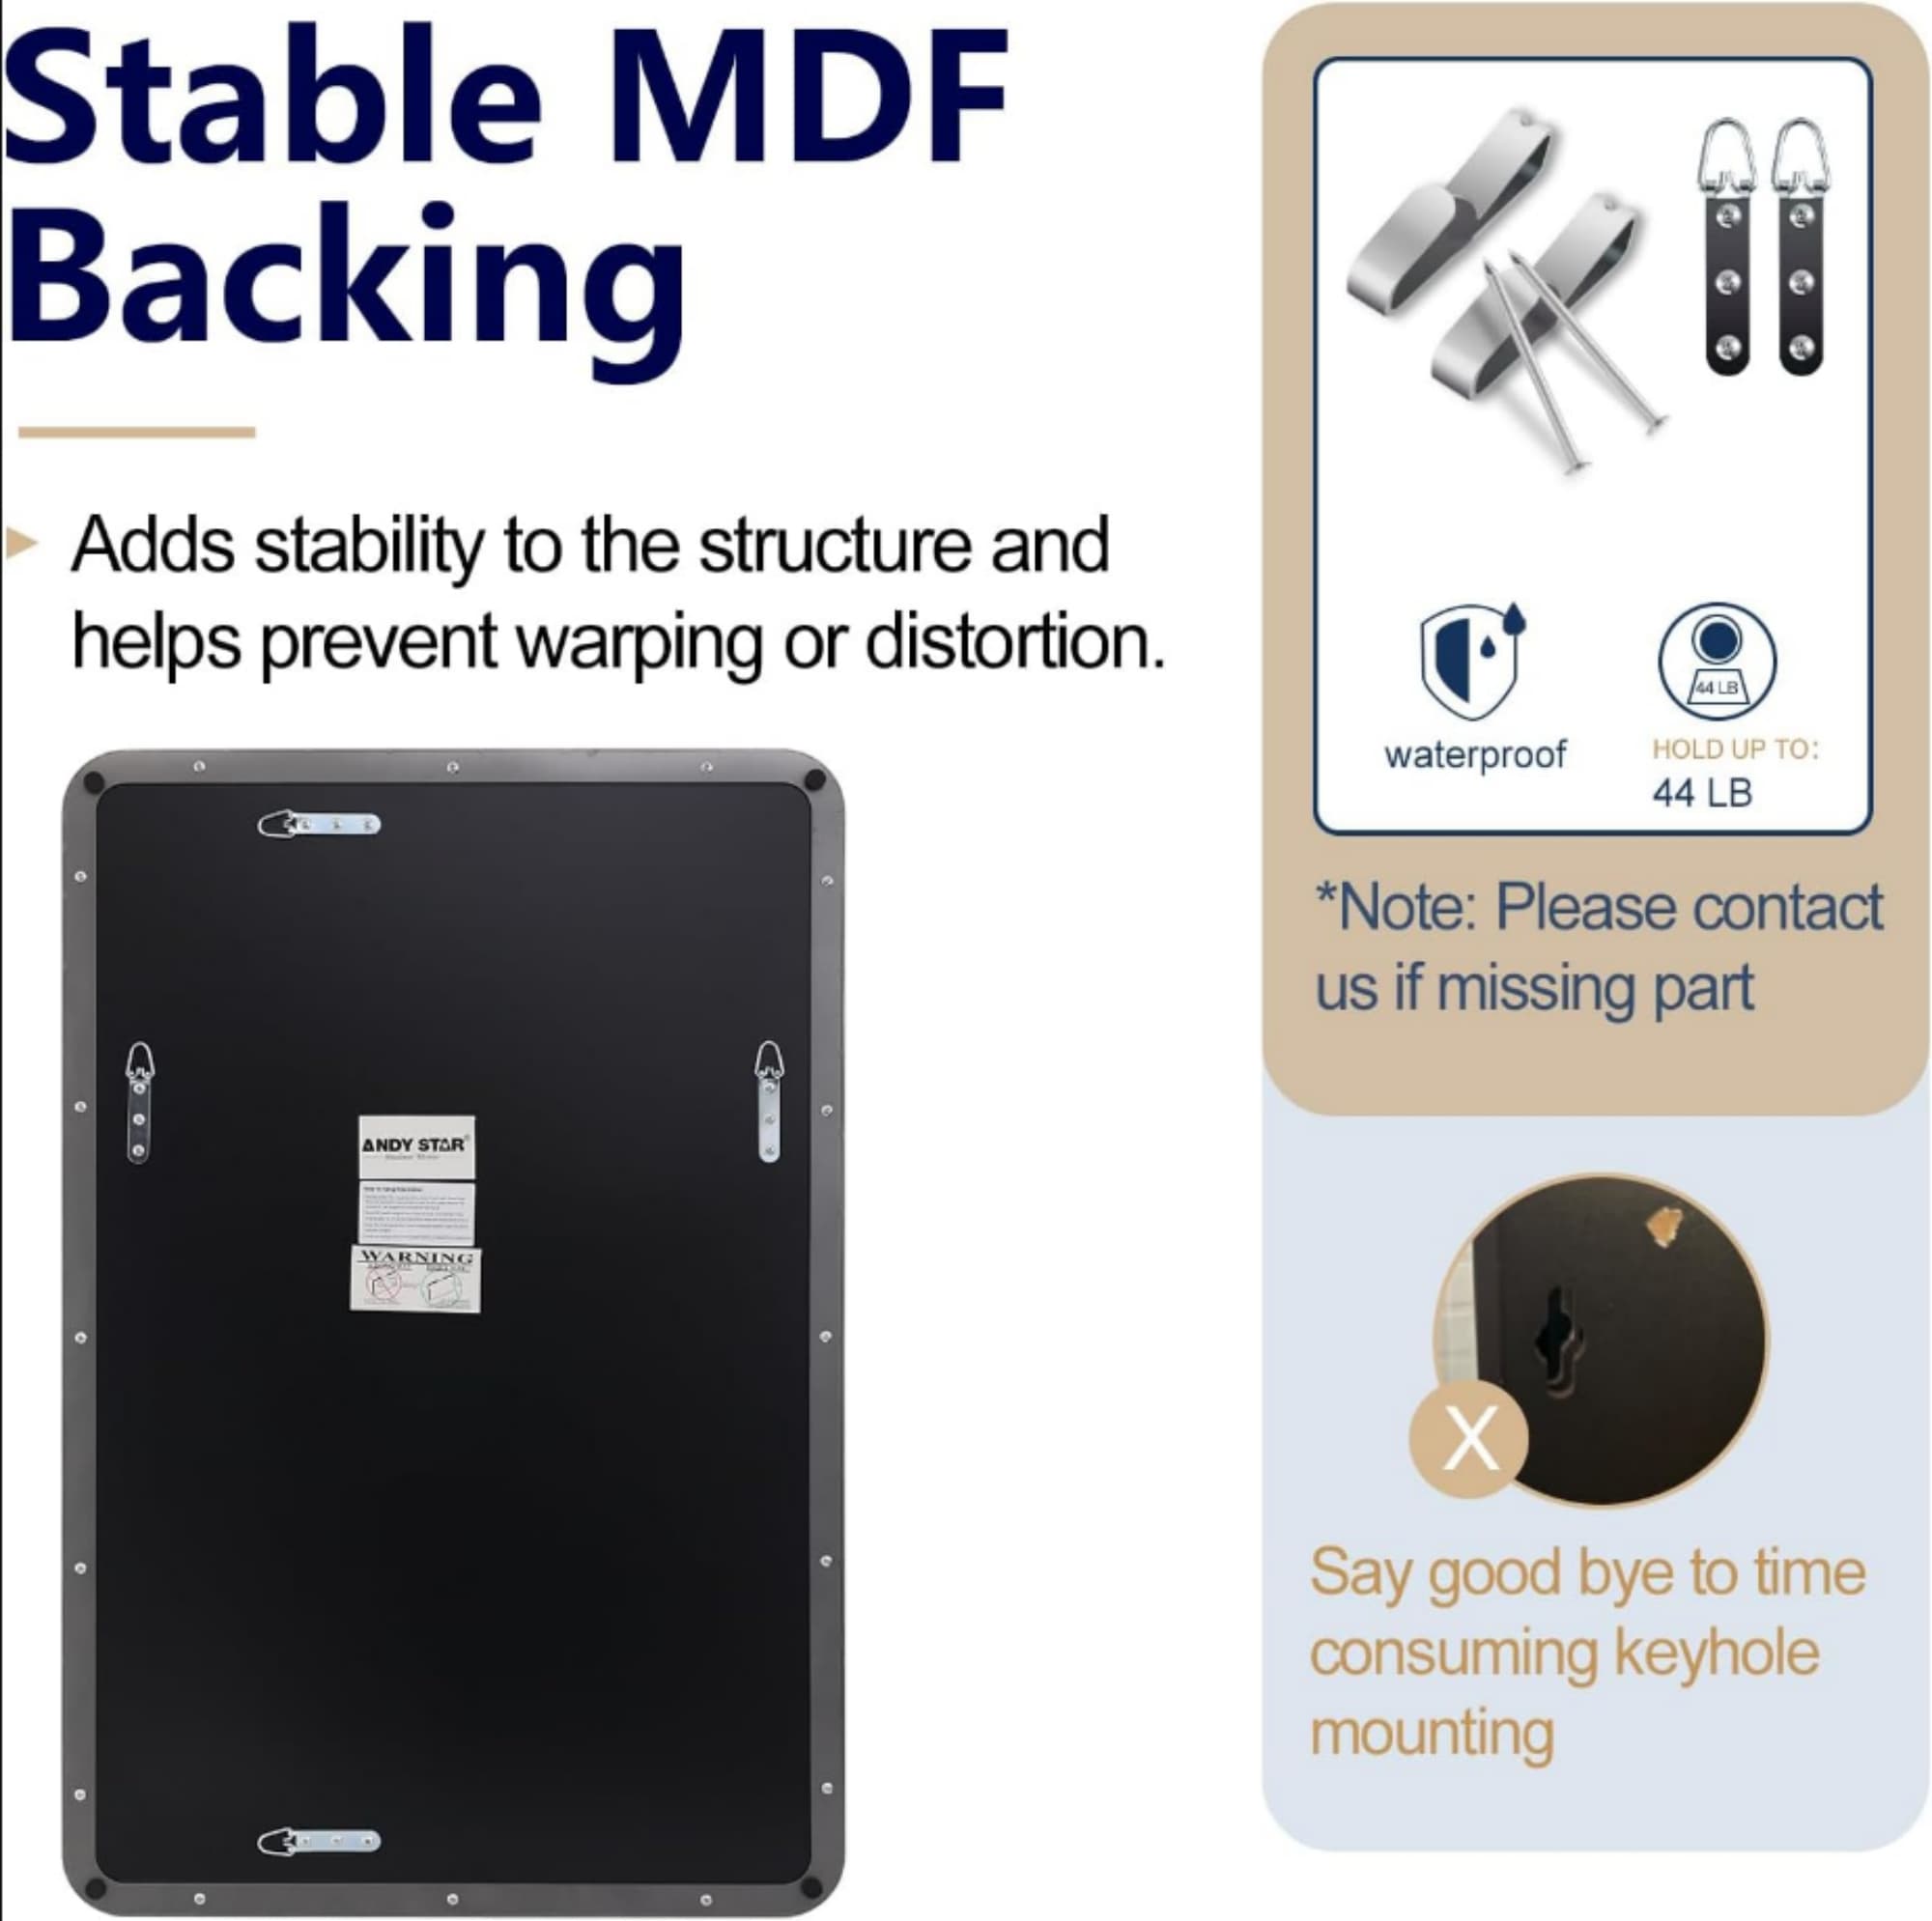 Stable MDF
Backing
Adds stability to the structure and
helps prevent warping or distortion.
ANDY STAR®
WARNING
44 LB
waterproof
HOLD UP TO:
44 LB
*Note: Please contact
us if missing part
X
Say good bye to time
consuming keyhole
mounting